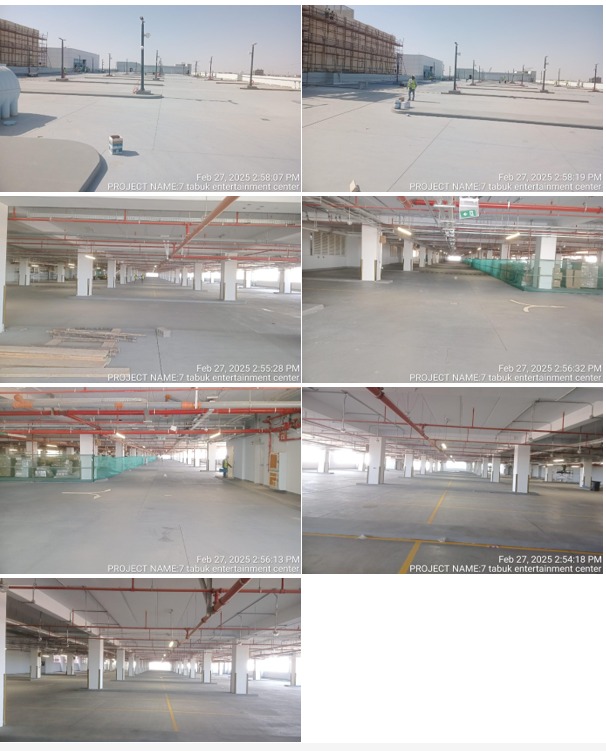 Feb 27, 2025 2:58:07 PM
PROJECT NAME:7 tabuk entertainment center
Feb 27, 2025 2:58:19 PM
PROJECT NAME:7 tabuk entertainment center
Feb 27, 2025 2:55:28 PM
PROJECT NAME:7 tabuk entertainment center
Feb 27, 2025 2:56:32 PM
PROJECT NAME:7 tabuk entertainment center
Feb 27, 2025 2:56:13 PM
PROJECT NAME:7 tabuk entertainment center
Feb 27, 2025 2:54:18 PM
PROJECT NAME:7 tabuk entertainment center